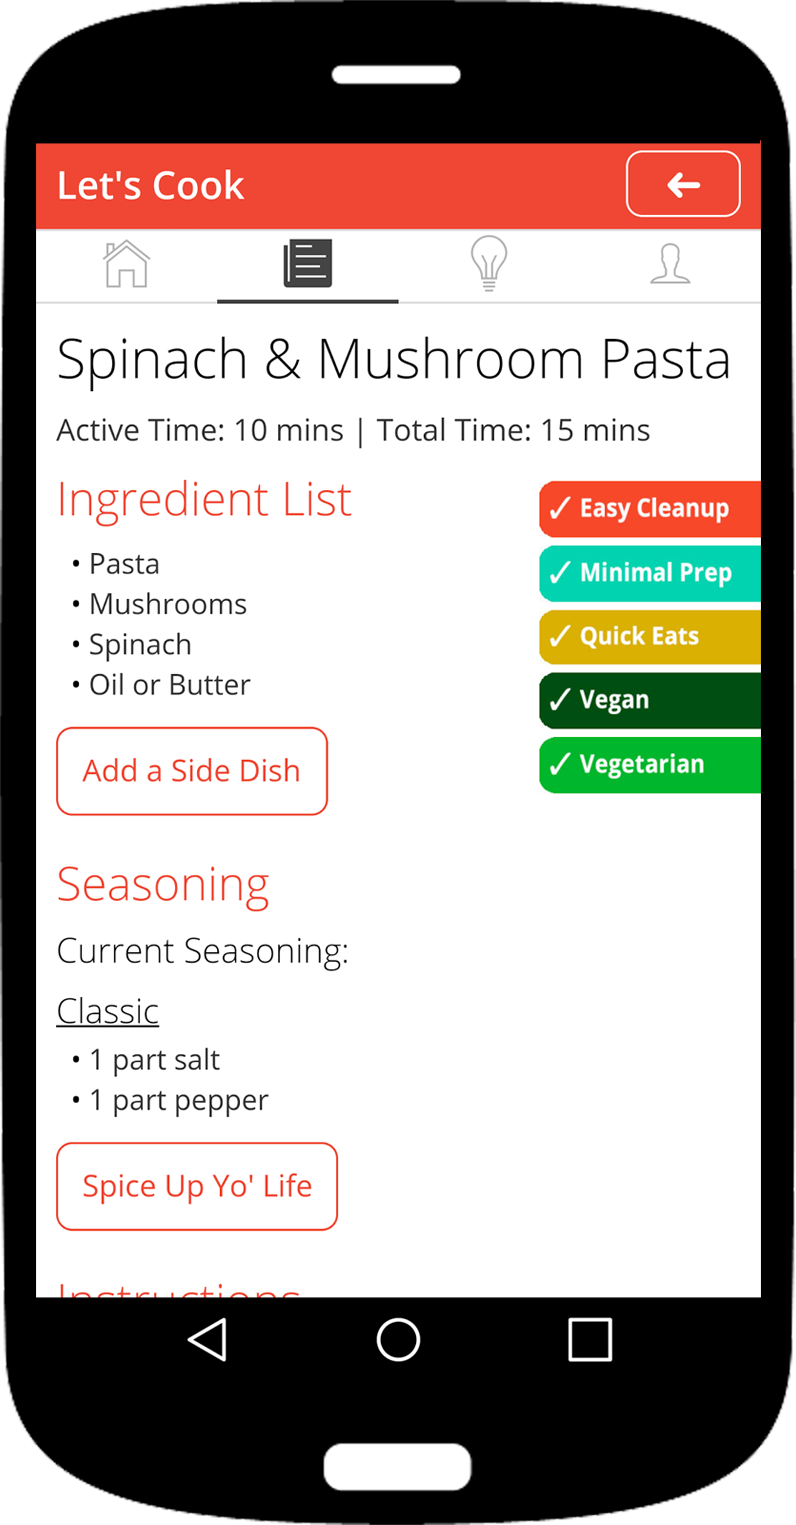 Let's Cook
Spinach & Mushroom Pasta
Active Time: 10 mins | Total Time: 15 mins
Ingredient List
• Pasta
• Mushrooms
• Spinach
• Oil or Butter
✓ Easy Cleanup
✓ Minimal Prep
✓ Quick Eats
✓ Vegan
✓ Vegetarian
Add a Side Dish
Seasoning
Current Seasoning:
Classic
• 1 part salt
• 1 part pepper
Spice Up Yo' Life
Instructions